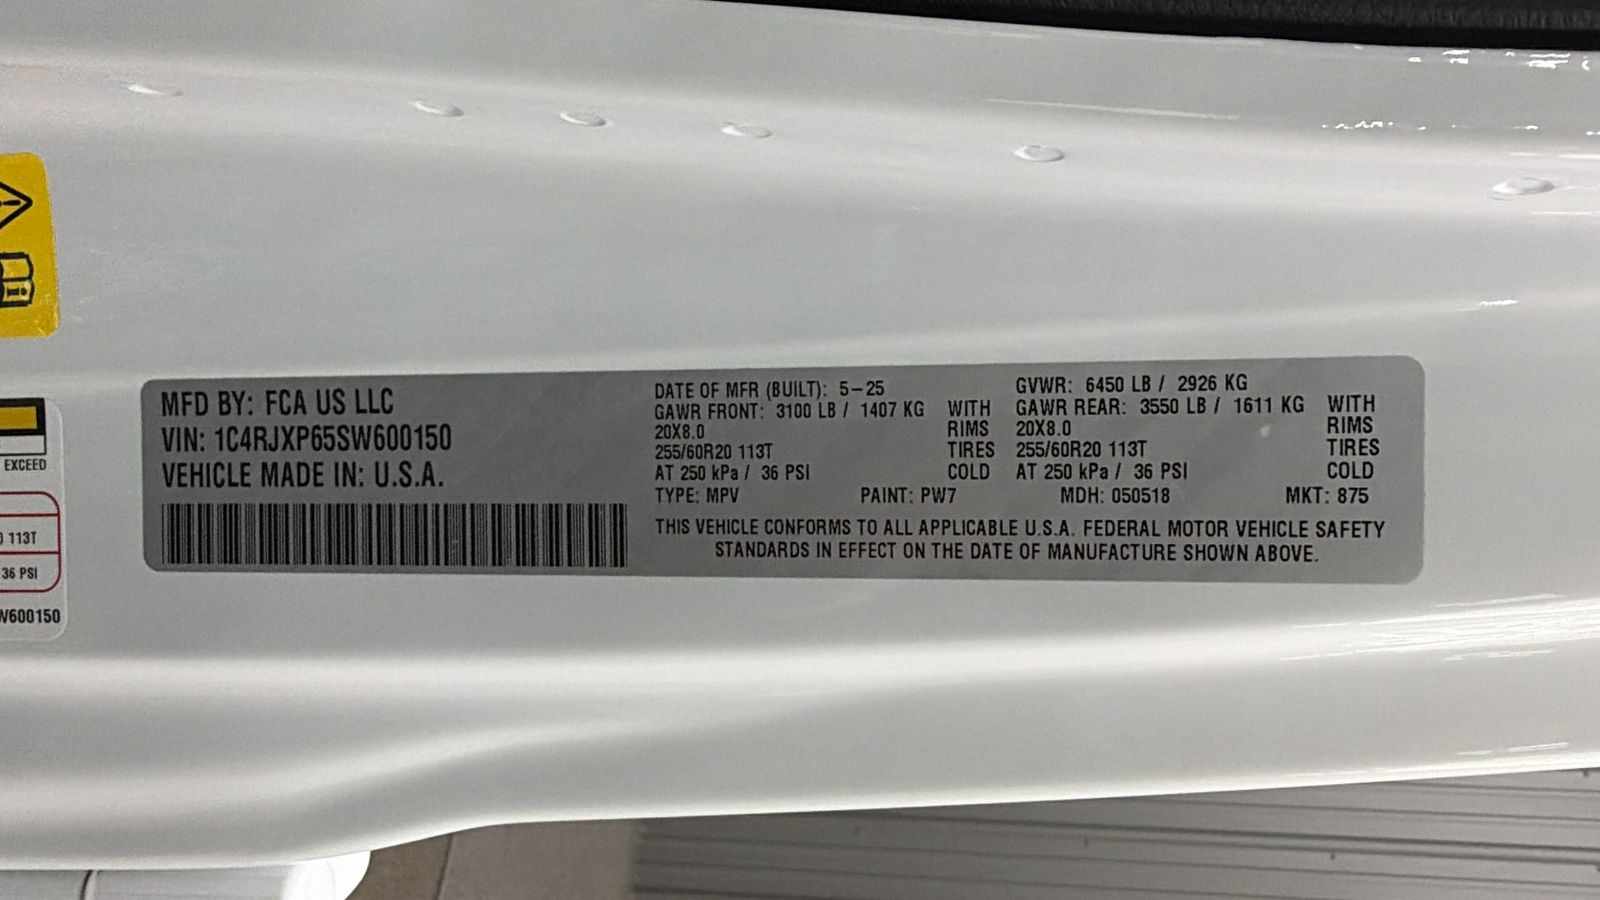 MFD BY: FCA US LLC
VIN: 1C4RJXP65SW600150
VEHICLE MADE IN: U.S.A.
DATE OF MFR (BUILT): 5-25
GAWR FRONT: 3100 LB / 1407 KG WITH
20X8.0 RIMS
255/60R20 113T TIRES
AT 250 kPa / 36 PSI COLD
GVWR: 6450 LB / 2926 KG
GAWR REAR: 3550 LB / 1611 KG WITH
20X8.0 RIMS
255/60R20 113T TIRES
AT 250 kPa / 36 PSI COLD
TYPE: MPV PAINT: PW7 MDH: 050518 MKT: 875
THIS VEHICLE CONFORMS TO ALL APPLICABLE U.S.A. FEDERAL MOTOR VEHICLE SAFETY
STANDARDS IN EFFECT ON THE DATE OF MANUFACTURE SHOWN ABOVE.
EXCEED
113T
36 PSI
W600150